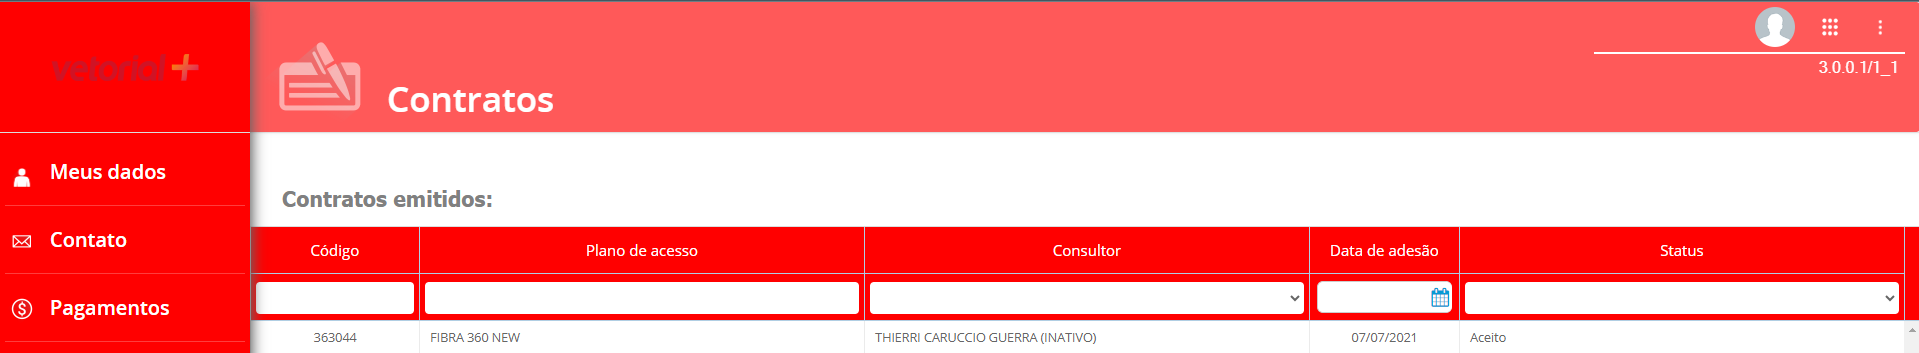 vetorial+
Contratos
3.0.0.1/1_1
Meus dados
Contato
Pagamentos
Contratos emitidos:
Código Plano de acesso Consultor Data de adesão Status
363044 FIBRA 360 NEW THIERRI CARUCCIO GUERRA (INATIVO) 07/07/2021 Aceito